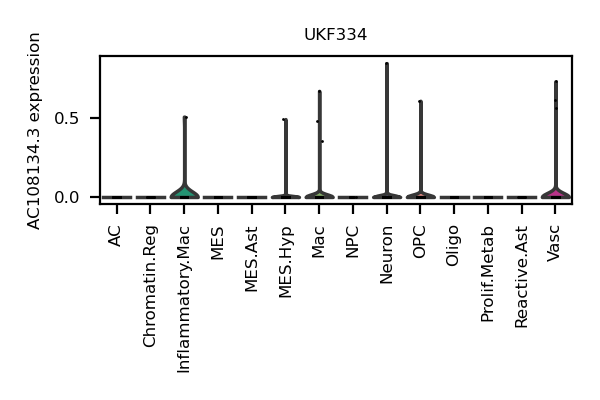 UKF334
AC108134.3 expression
0.5
0.0
AC
Chromatin.Reg
Inflammatory.Mac
MES
MES.Ast
MES.Hyp
Mac
NPC
Neuron
OPC
Oligo
Prolif.Metab
Reactive.Ast
Vasc